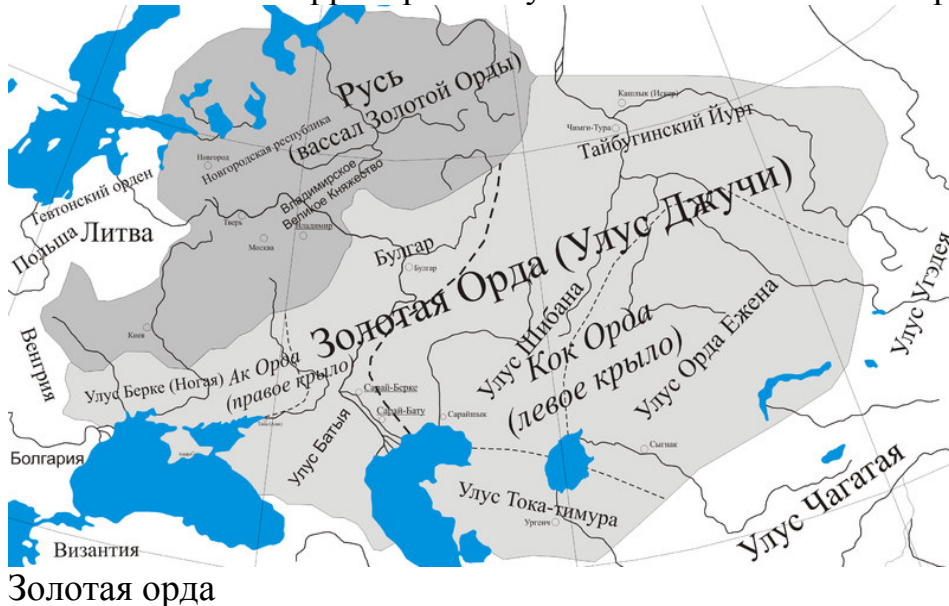 Русь
(вассал Золотой Орды)
Новгородская республика
Новгород
Тевтонский орден
Владимирское
Великое Княжество
Тверь
Москва
Владимир
Литва
Польша
Киев
Венгрия
Кашлык (Искер)
Чимги-Тура
Тайбугинский Йурт
Булгар
Булгар
Золотая Орда (Улус Джучи)
Улус Шибана
Кок Орда
(левое крыло)
Улус Орда Ежена
Улус Угэдея
Улус Берке (Ногая)
Ак Орда
(правое крыло)
Сарай-Берке
Сарай-Бату
Сарайшык
Улус Батыя
Сыгнак
Улус Тока-тимура
Ургенч
Улус Чагатая
Болгария
Византия
Золотая орда